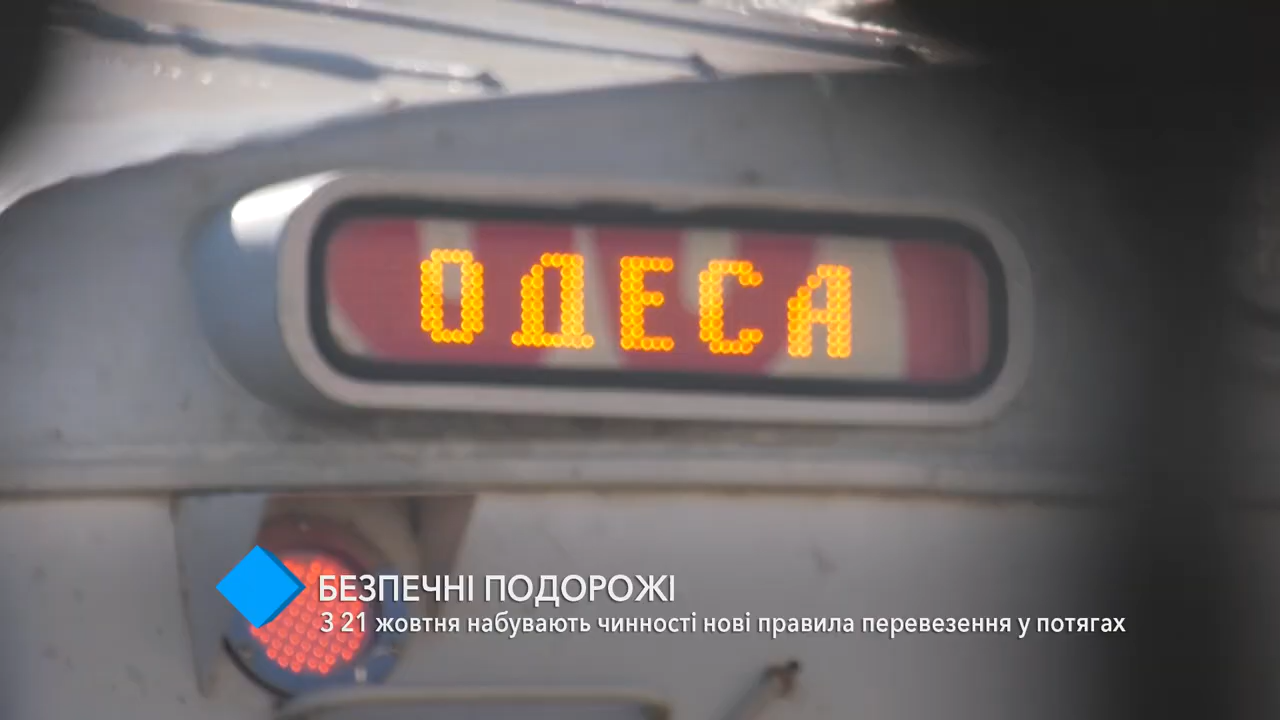 ОДЕСА
БЕЗПЕЧНІ ПОДОРОЖІ
З 21 жовтня набувають чинності нові правила перевезення у потягах